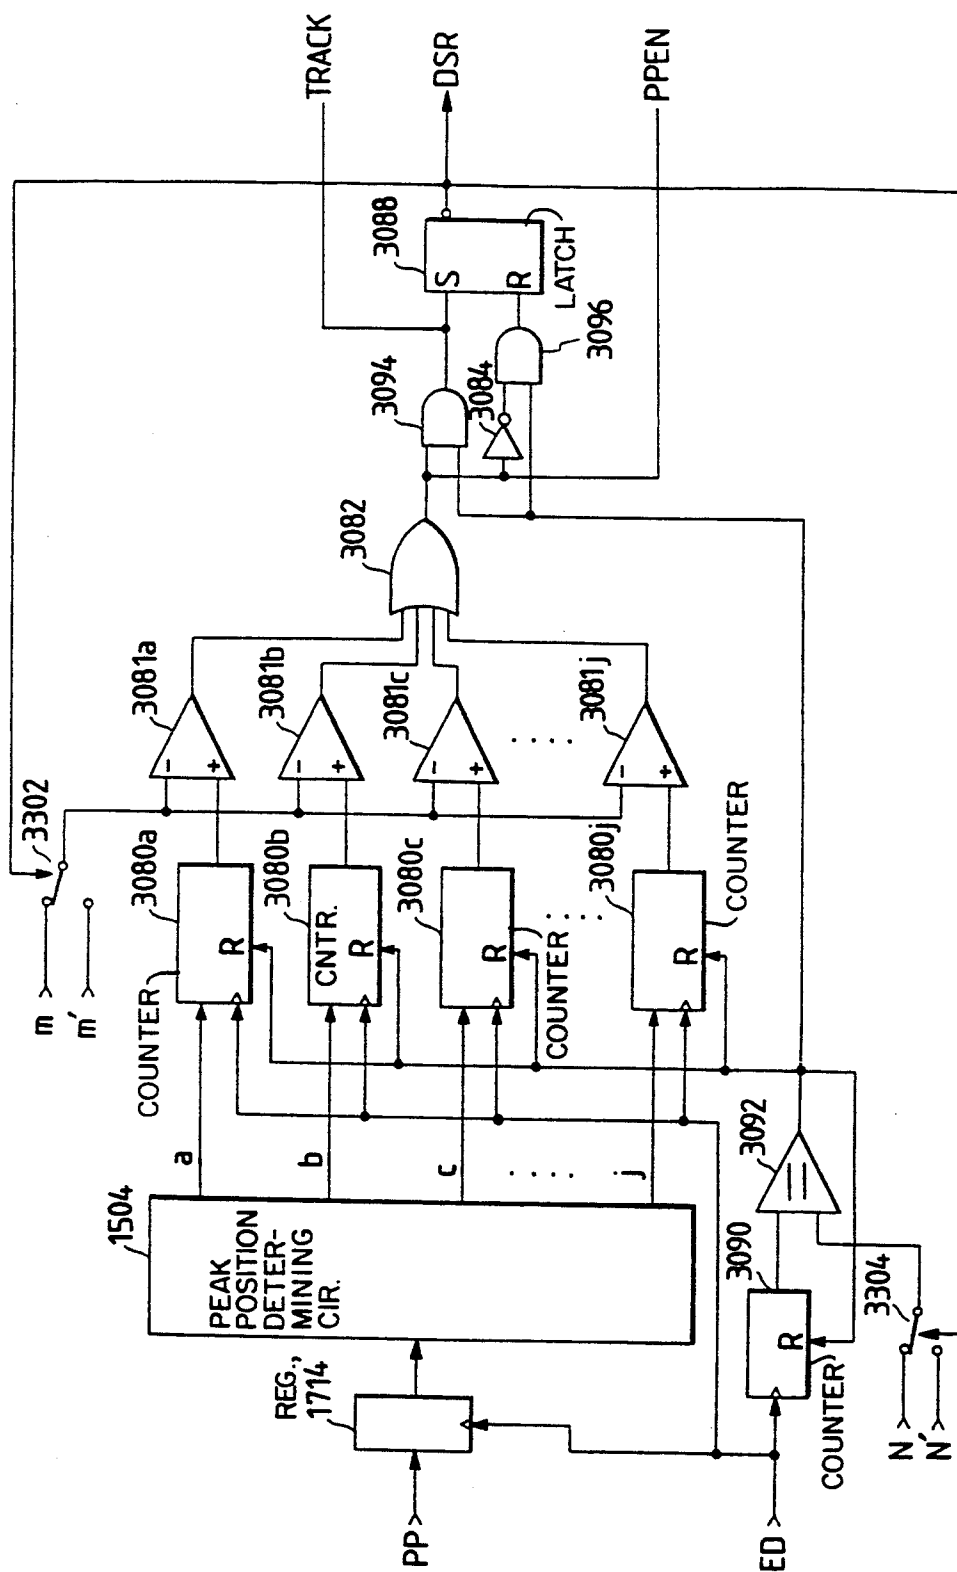 TRACK
DSR
PPEN
3088
S
R
LATCH
3094
3084
3096
3082
3081a
3081b
3081c
3081j
-
+
-
+
-
+
-
+
. . . .
3302
m
m'
3080a
COUNTER
R
3080b
CNTR.
R
3080c
R
COUNTER
. . . .
3080j
R
COUNTER
a
b
c
. . . .
j
1504
PEAK
POSITION
DETER-
MINING
CIR.
REG.,
1714
PP
ED
3090
R
COUNTER
3092
=
3304
N
N'